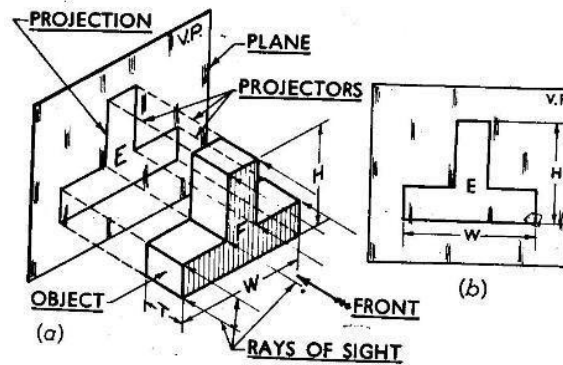 PROJECTION
V.P.
PLANE
PROJECTORS
E
H
F
W
T
OBJECT
FRONT
RAYS OF SIGHT
(a)
V.P
H
E
W
(b)